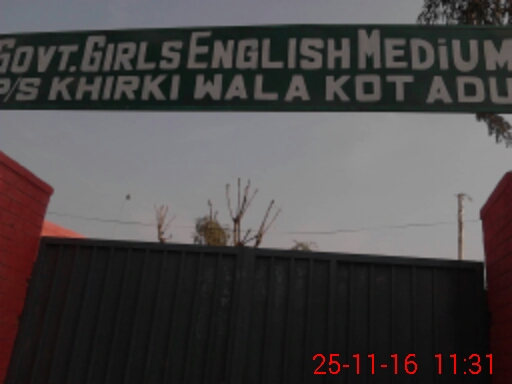 GOVT. GIRLS ENGLISH MEDIUM
P/S KHIRKI WALA KOT ADU
25-11-16 11:31